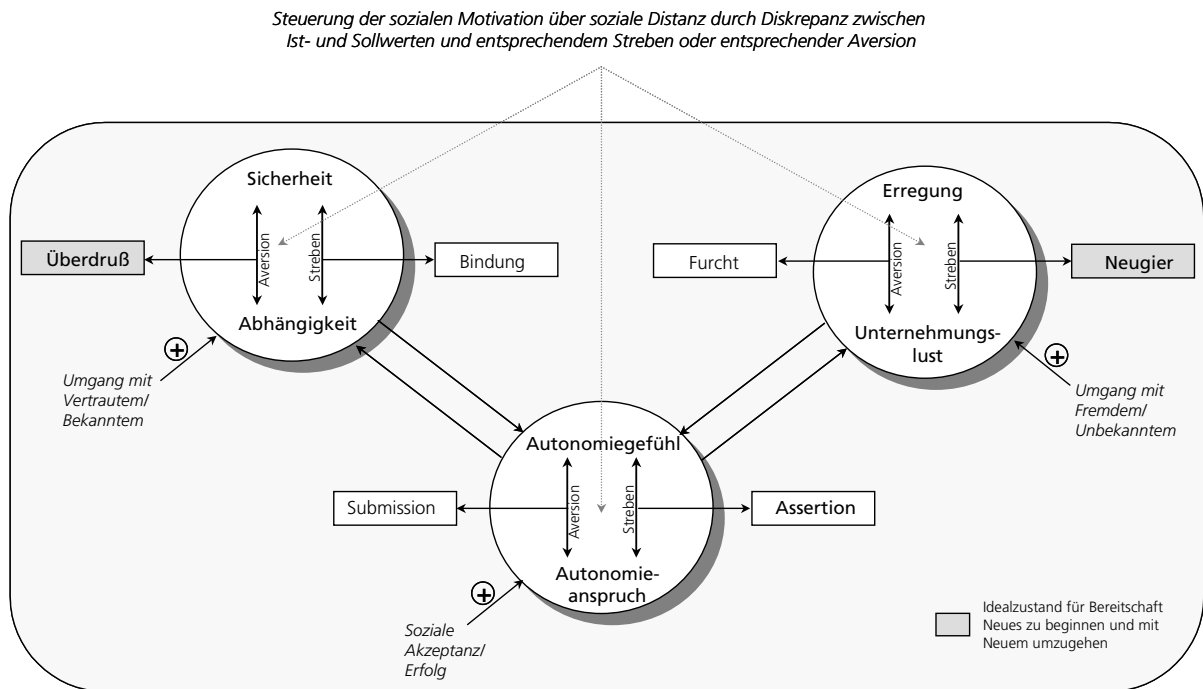 Steuerung der sozialen Motivation über soziale Distanz durch Diskrepanz zwischen
Ist- und Sollwerten und entsprechendem Streben oder entsprechender Aversion
Sicherheit
Aversion
Streben
Abhängigkeit
Überdruß
Bindung
+
Umgang mit
Vertrautem/
Bekanntem
Erregung
Aversion
Streben
Unternehmungs-
lust
Furcht
Neugier
+
Umgang mit
Fremdem/
Unbekanntem
Autonomiegefühl
Aversion
Streben
Autonomie-
anspruch
Submission
Assertion
+
Soziale
Akzeptanz/
Erfolg
Idealzustand für Bereitschaft
Neues zu beginnen und mit
Neuem umzugehen